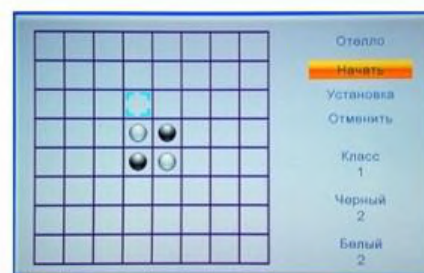 Отелло
Начать
Установка
Отменить
Класс
1
Черный
2
Белый
2